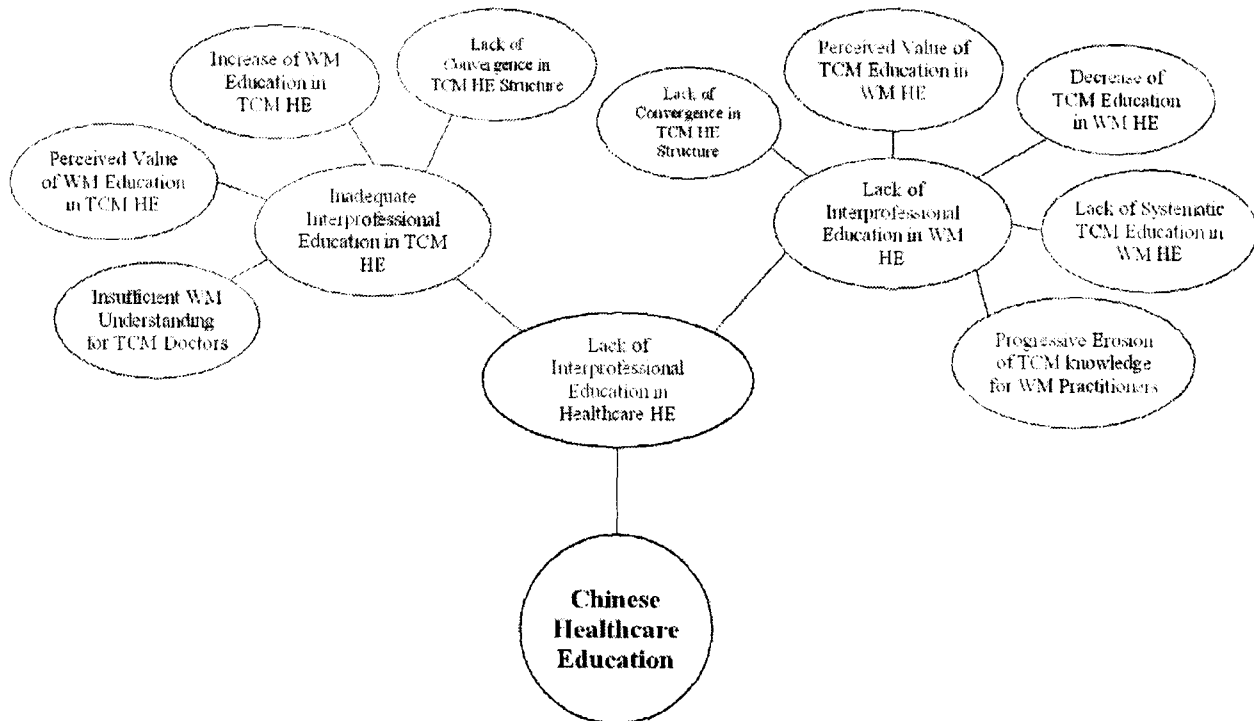 Increase of WM
Education in
TCM HE
Lack of
Convergence in
TCM HE Structure
Perceived Value
of WM Education
in TCM HE
Inadequate
Interprofessional
Education in TCM
HE
Insufficient WM
Understanding
for TCM Doctors
Perceived Value of
TCM Education in
WM HE
Lack of
Convergence in
TCM HE
Structure
Decrease of
TCM Education
in WM HE
Lack of
Interprofessional
Education in WM
HE
Lack of Systematic
TCM Education in
WM HE
Progressive Erosion
of TCM knowledge
for WM Practitioners
Lack of
Interprofessional
Education in
Healthcare HE
Chinese
Healthcare
Education